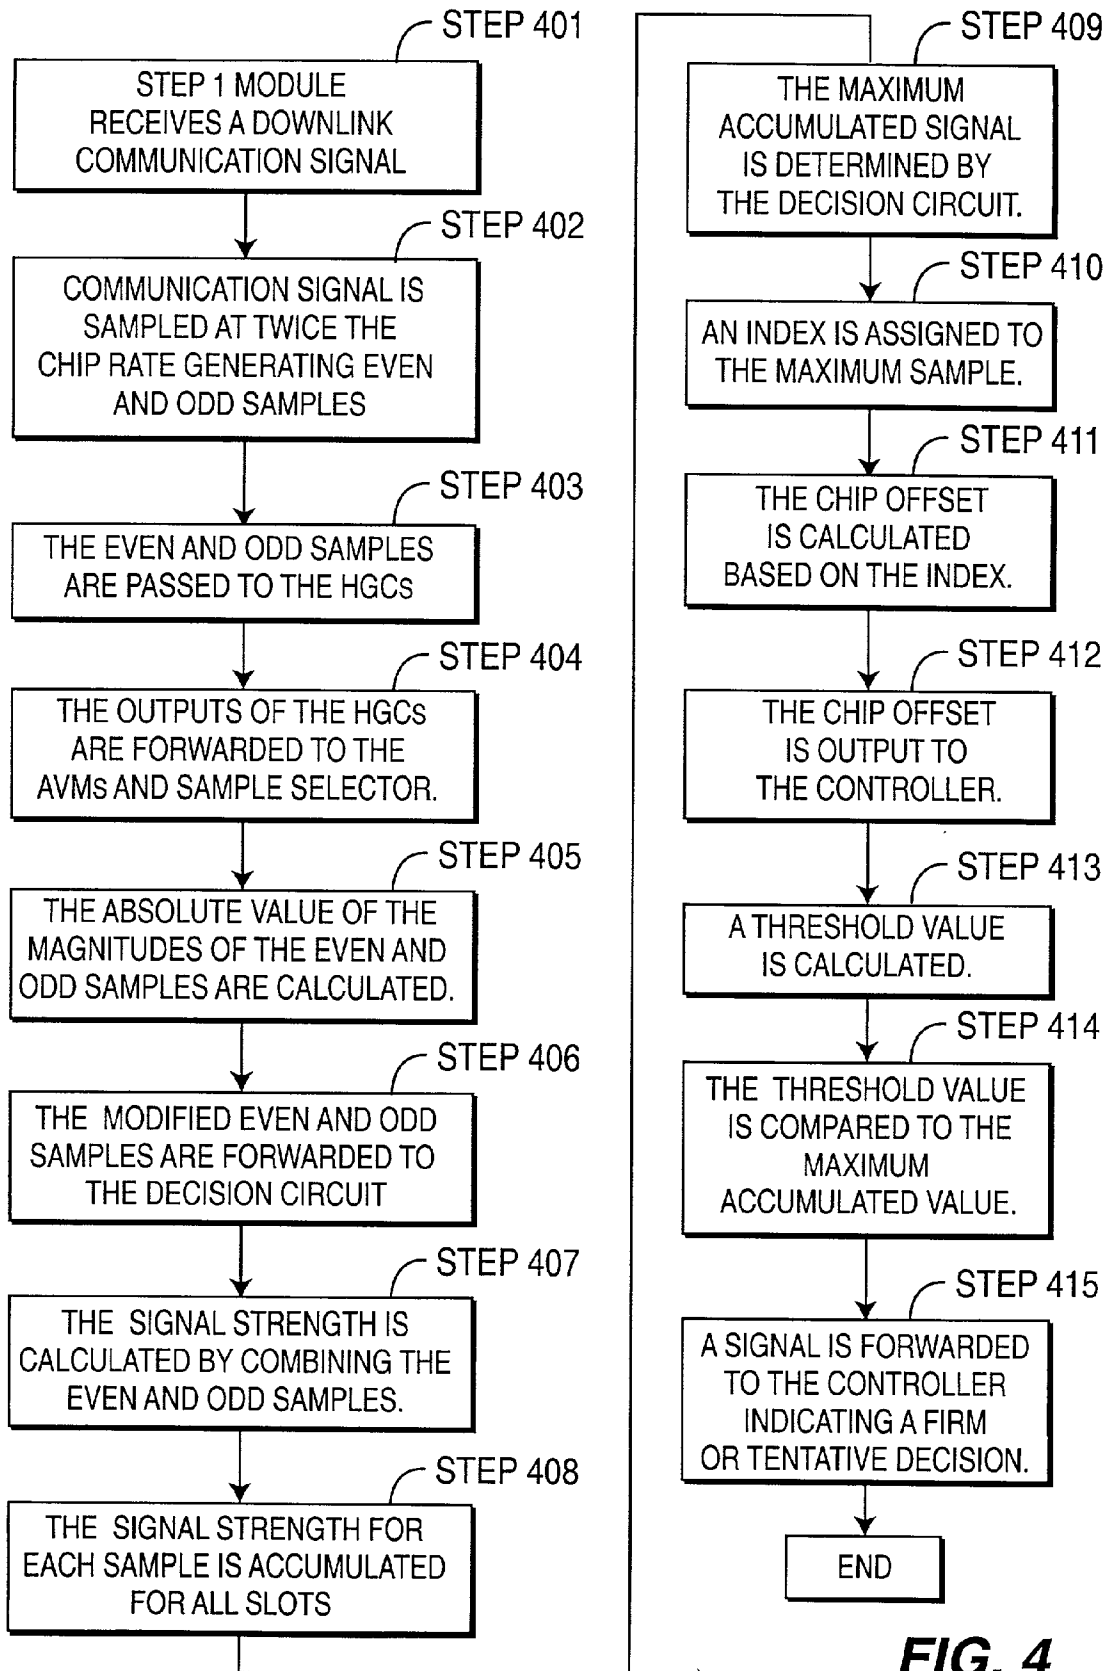 STEP 401
STEP 1 MODULE
RECEIVES A DOWNLINK
COMMUNICATION SIGNAL
STEP 402
COMMUNICATION SIGNAL IS
SAMPLED AT TWICE THE
CHIP RATE GENERATING EVEN
AND ODD SAMPLES
STEP 403
THE EVEN AND ODD SAMPLES
ARE PASSED TO THE HGCs
STEP 404
THE OUTPUTS OF THE HGCs
ARE FORWARDED TO THE
AVMs AND SAMPLE SELECTOR.
STEP 405
THE ABSOLUTE VALUE OF THE
MAGNITUDES OF THE EVEN AND
ODD SAMPLES ARE CALCULATED.
STEP 406
THE MODIFIED EVEN AND ODD
SAMPLES ARE FORWARDED TO
THE DECISION CIRCUIT
STEP 407
THE SIGNAL STRENGTH IS
CALCULATED BY COMBINING THE
EVEN AND ODD SAMPLES.
STEP 408
THE SIGNAL STRENGTH FOR
EACH SAMPLE IS ACCUMULATED
FOR ALL SLOTS
STEP 409
THE MAXIMUM
ACCUMULATED SIGNAL
IS DETERMINED BY
THE DECISION CIRCUIT.
STEP 410
AN INDEX IS ASSIGNED TO
THE MAXIMUM SAMPLE.
STEP 411
THE CHIP OFFSET
IS CALCULATED
BASED ON THE INDEX.
STEP 412
THE CHIP OFFSET
IS OUTPUT TO
THE CONTROLLER.
STEP 413
A THRESHOLD VALUE
IS CALCULATED.
STEP 414
THE THRESHOLD VALUE
IS COMPARED TO THE
MAXIMUM
ACCUMULATED VALUE.
STEP 415
A SIGNAL IS FORWARDED
TO THE CONTROLLER
INDICATING A FIRM
OR TENTATIVE DECISION.
END
FIG. 4